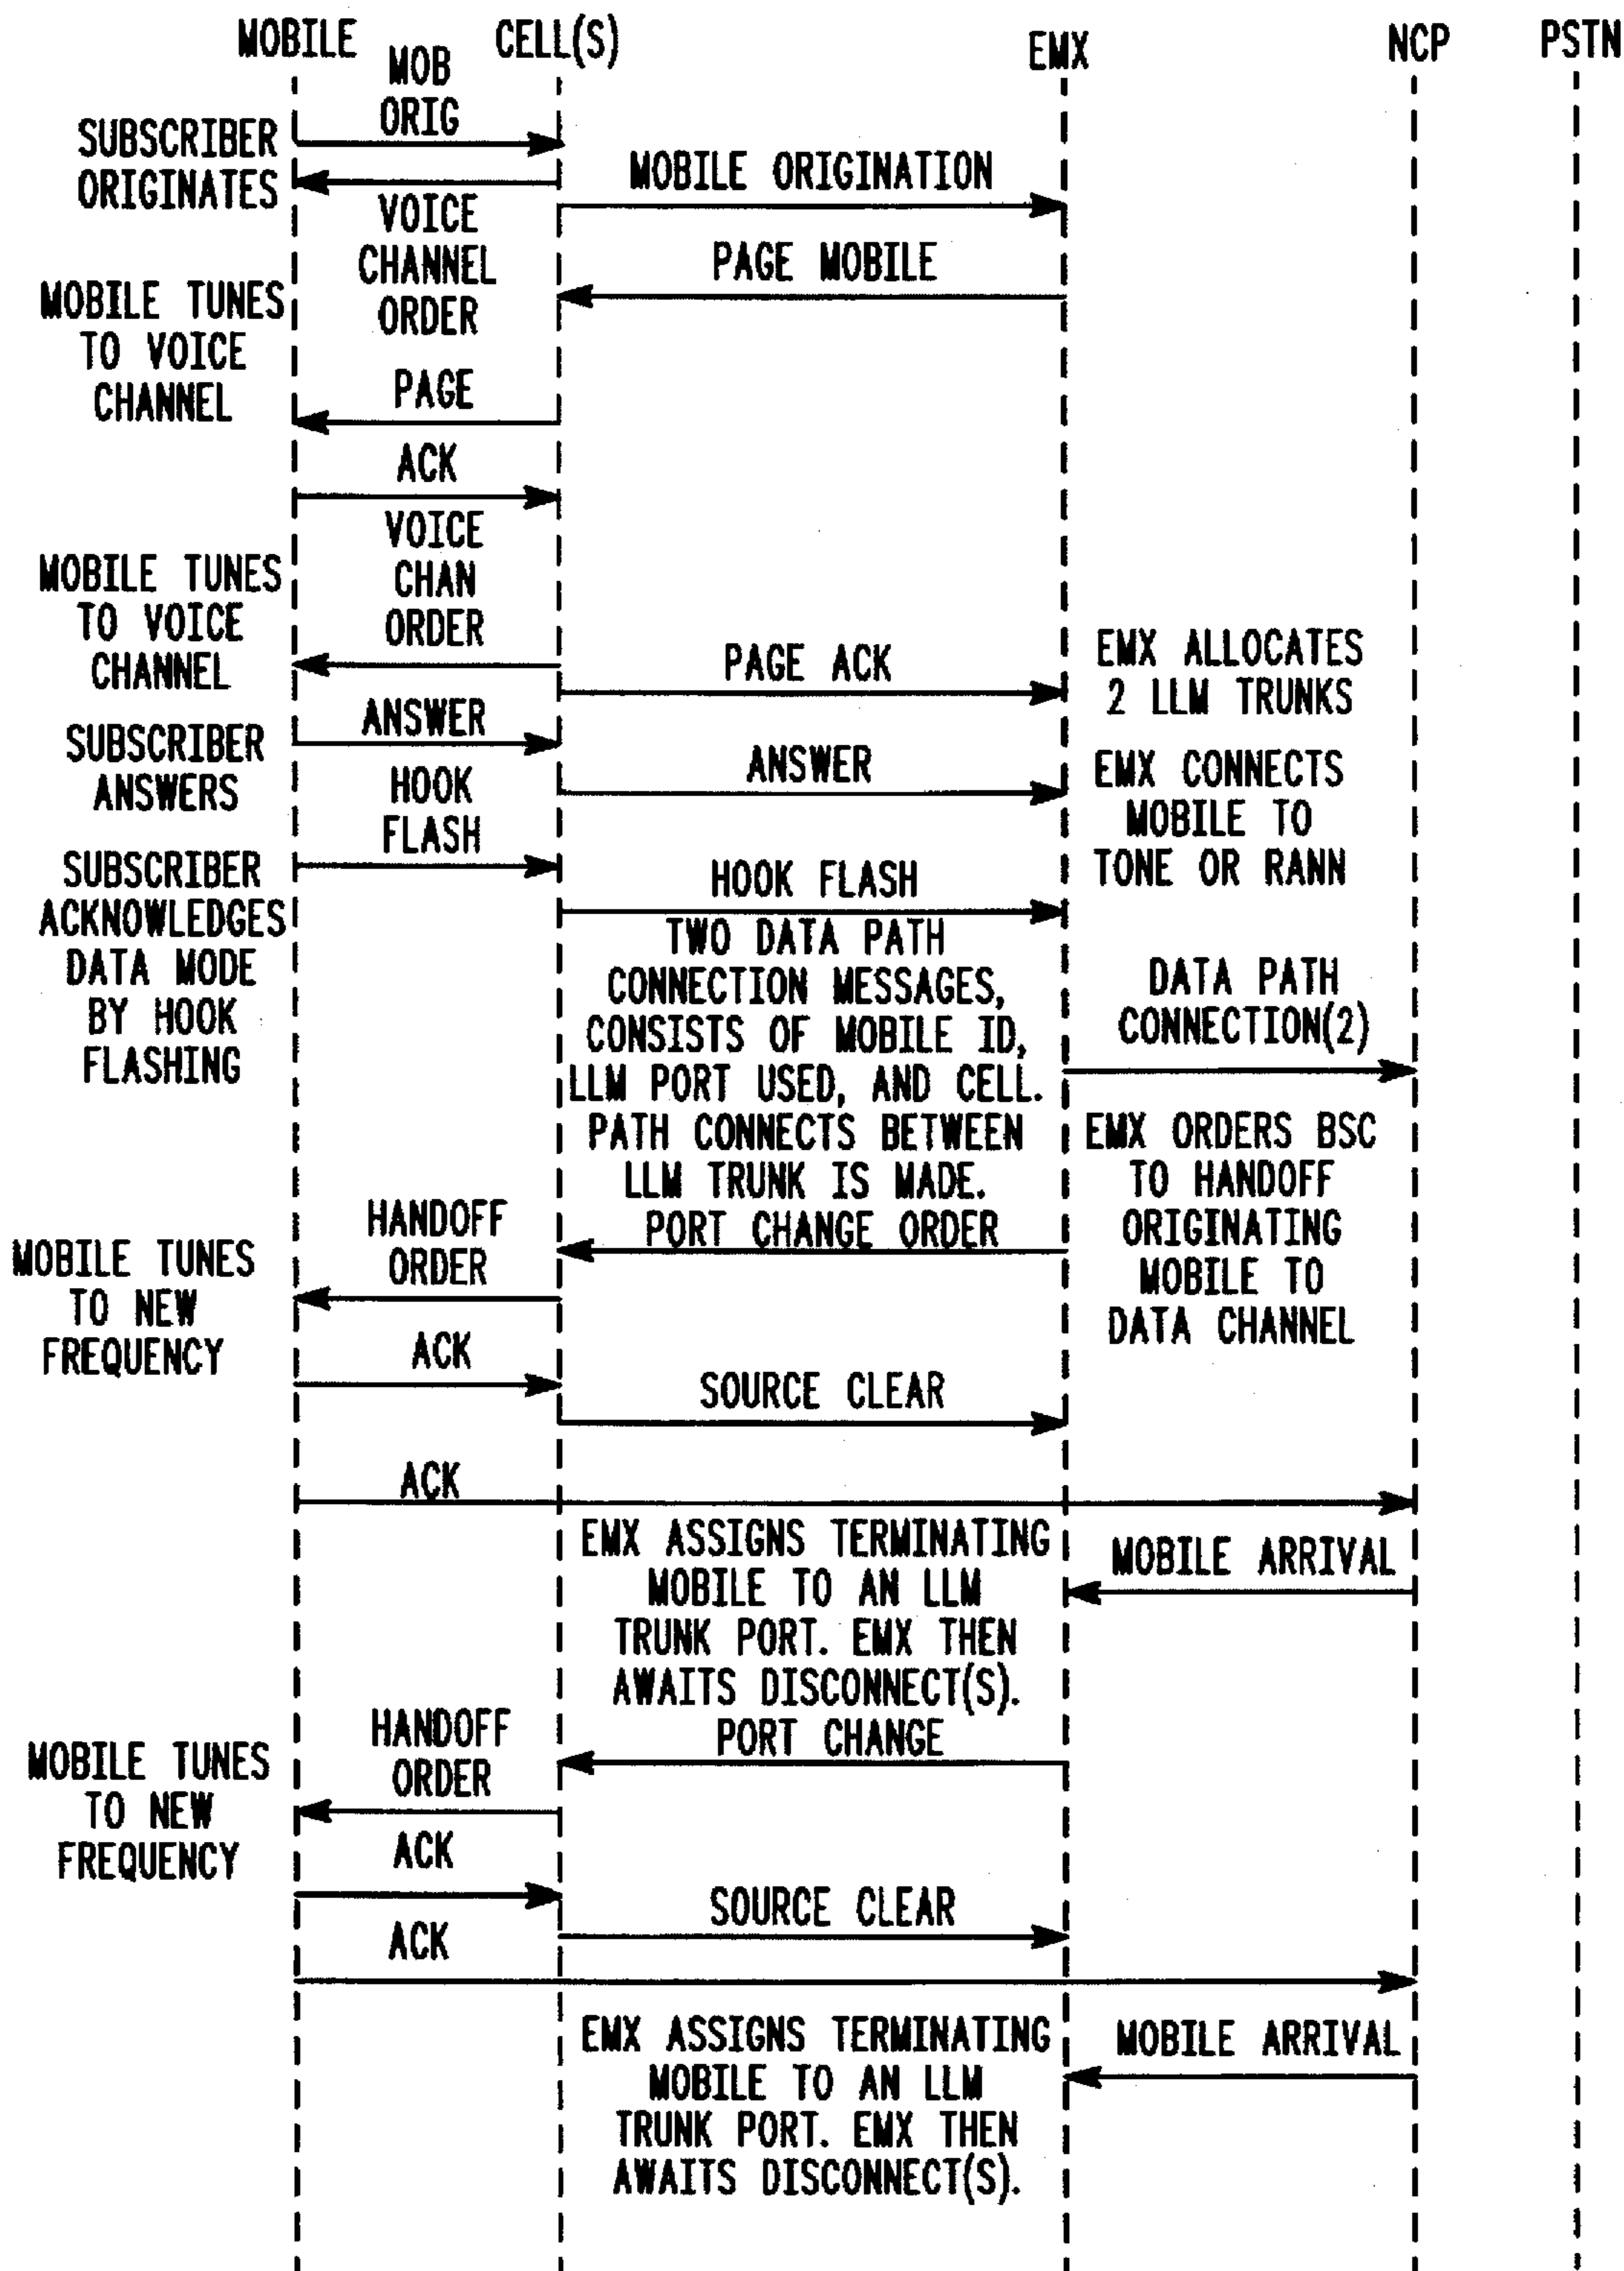 MOBILE
CELL(S)
EMX
NCP
PSTN
MOB
ORIG
SUBSCRIBER
ORIGINATES
MOBILE ORIGINATION
VOICE
CHANNEL
ORDER
PAGE MOBILE
MOBILE TUNES
TO VOICE
CHANNEL
PAGE
ACK
VOICE
CHAN
ORDER
MOBILE TUNES
TO VOICE
CHANNEL
PAGE ACK
EMX ALLOCATES
2 LLM TRUNKS
ANSWER
SUBSCRIBER
ANSWERS
ANSWER
EMX CONNECTS
MOBILE TO
TONE OR RANN
HOOK
FLASH
SUBSCRIBER
ACKNOWLEDGES
DATA MODE
BY HOOK
FLASHING
HOOK FLASH
TWO DATA PATH
CONNECTION MESSAGES,
CONSISTS OF MOBILE ID,
LLM PORT USED, AND CELL.
PATH CONNECTS BETWEEN
LLM TRUNK IS MADE.
PORT CHANGE ORDER
DATA PATH
CONNECTION(2)
EMX ORDERS BSC
TO HANDOFF
ORIGINATING
MOBILE TO
DATA CHANNEL
HANDOFF
ORDER
MOBILE TUNES
TO NEW
FREQUENCY
ACK
SOURCE CLEAR
ACK
EMX ASSIGNS TERMINATING
MOBILE TO AN LLM
TRUNK PORT. EMX THEN
AWAITS DISCONNECT(S).
PORT CHANGE
MOBILE ARRIVAL
HANDOFF
ORDER
MOBILE TUNES
TO NEW
FREQUENCY
ACK
SOURCE CLEAR
ACK
EMX ASSIGNS TERMINATING
MOBILE TO AN LLM
TRUNK PORT. EMX THEN
AWAITS DISCONNECT(S).
MOBILE ARRIVAL